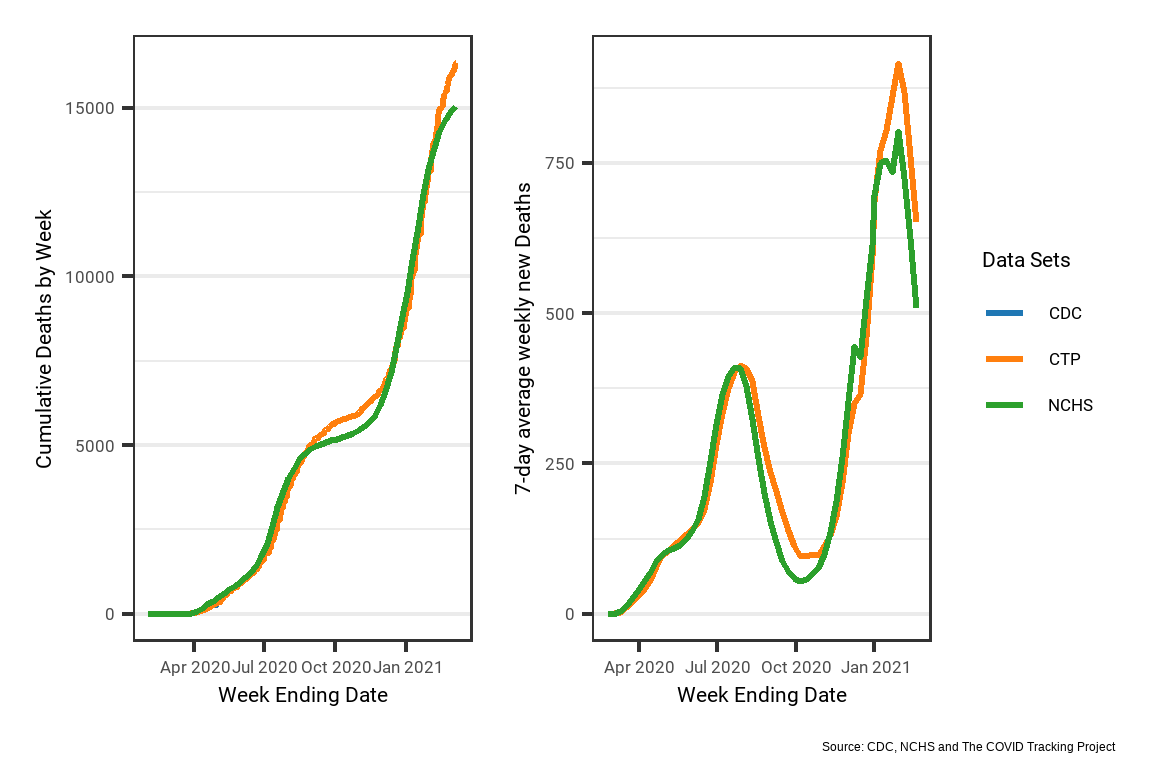 Cumulative Deaths by Week
15000
10000
5000
0
Apr 2020 Jul 2020 Oct 2020 Jan 2021
Week Ending Date
7-day average weekly new Deaths
750
500
250
0
Apr 2020 Jul 2020 Oct 2020 Jan 2021
Week Ending Date
Data Sets
CDC
CTP
NCHS
Source: CDC, NCHS and The COVID Tracking Project